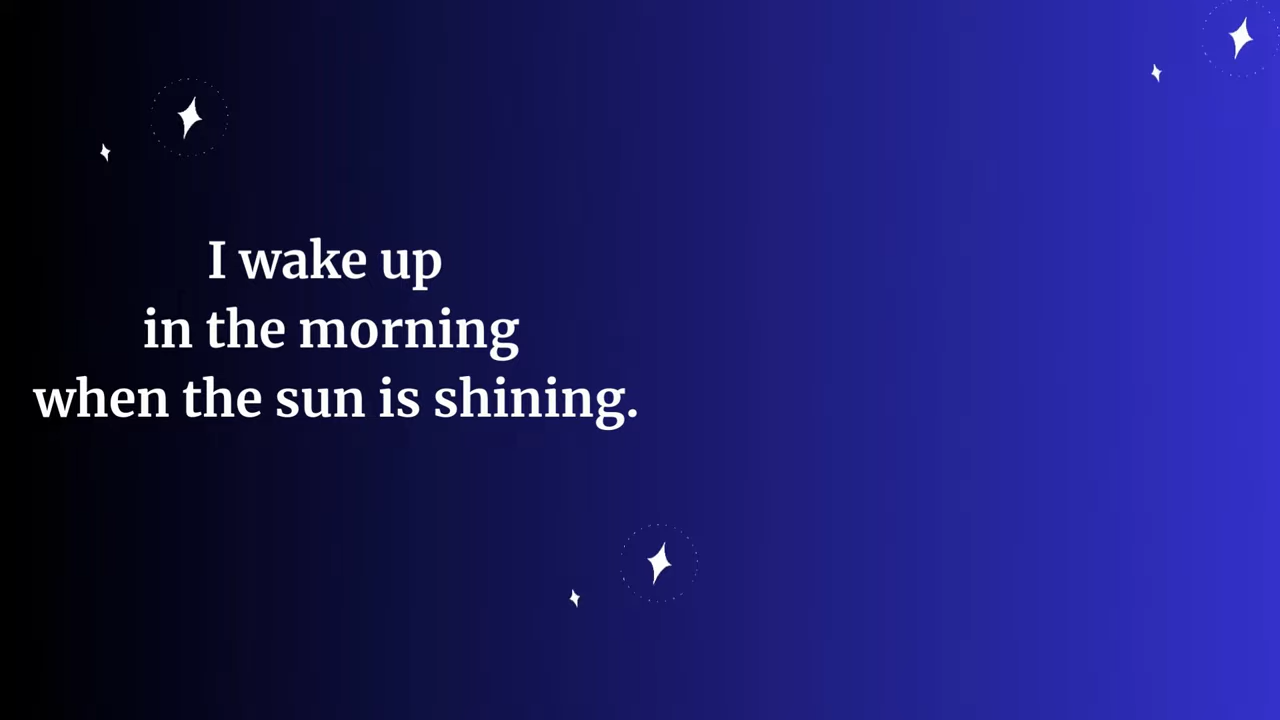 I wake up
in the morning
when the sun is shining.